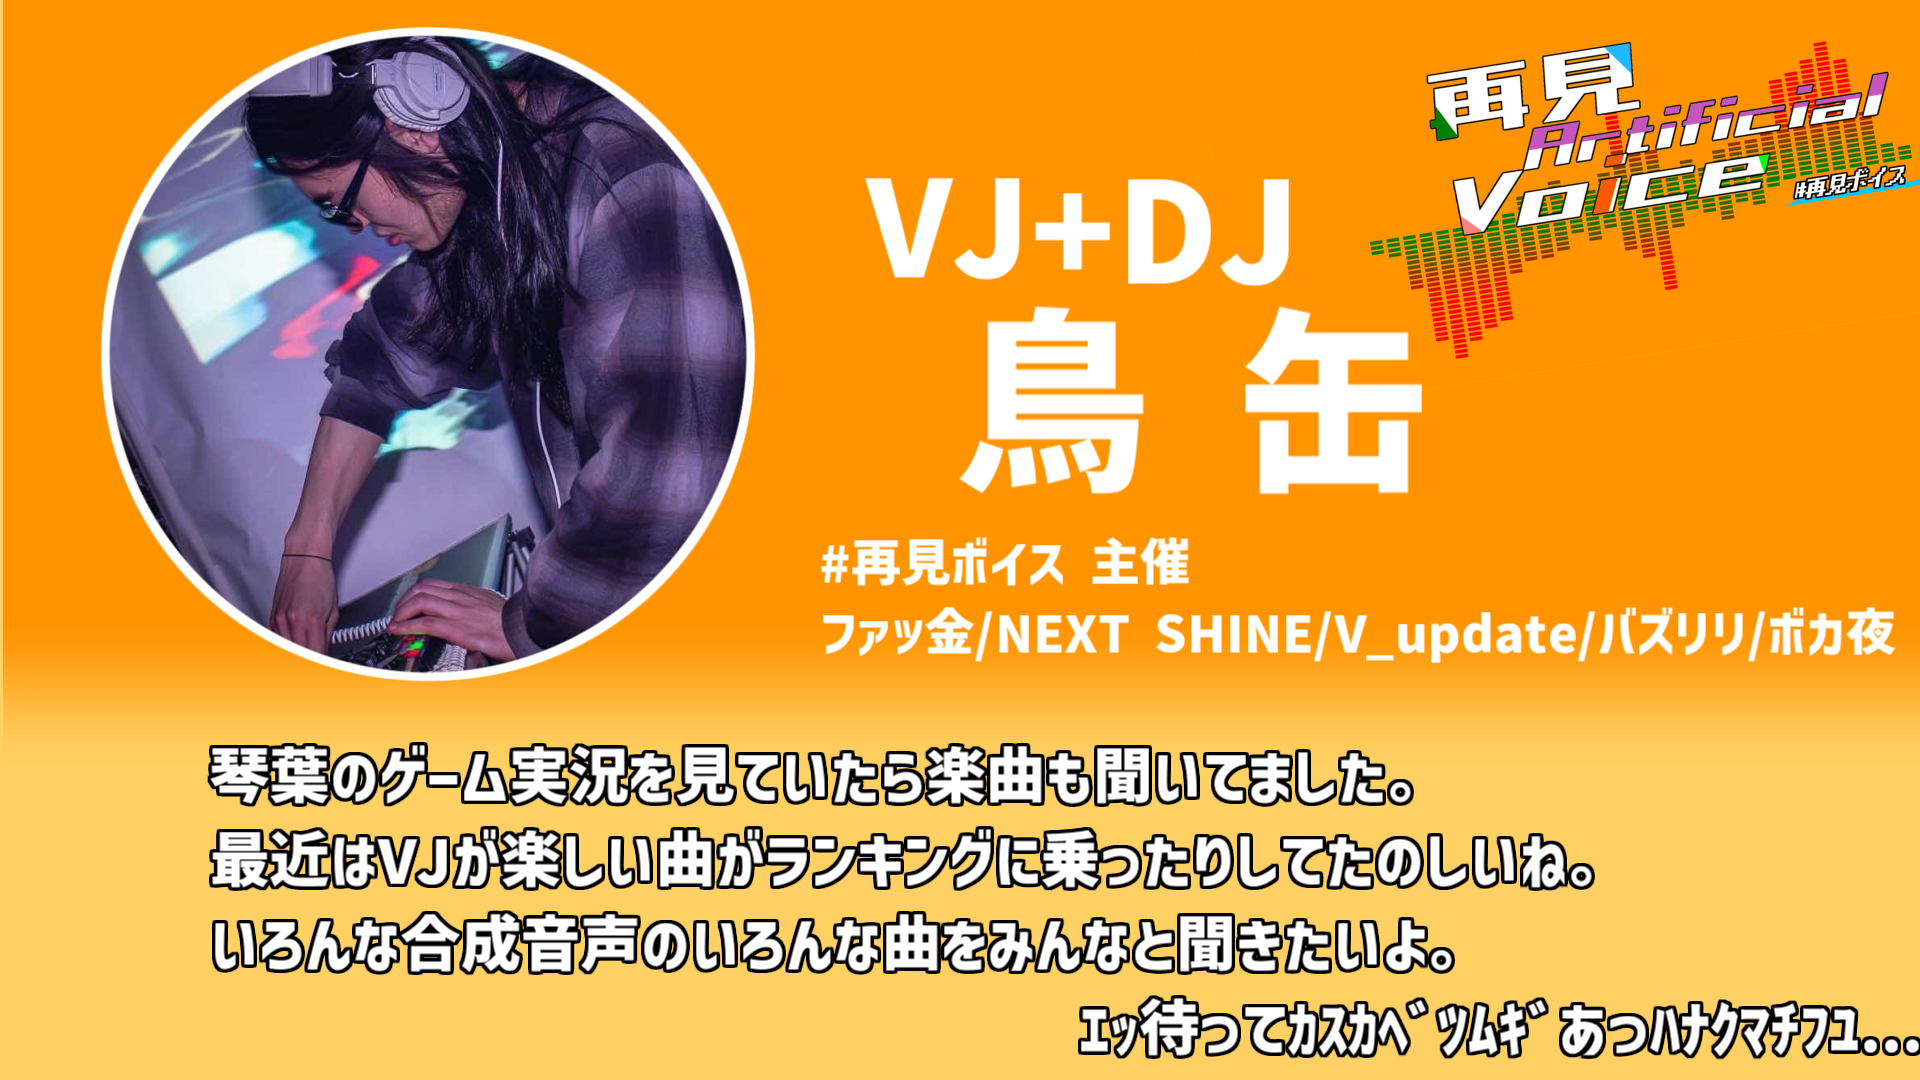 再見
Artificial
Voice
#再見ボイス
VJ+DJ
鳥 缶
#再見ボイス 主催
ファッ金/NEXT SHINE/V_update/バズリリ/ボカ夜
琴葉のゲーム実況を見ていたら楽曲も聞いてました。
最近はVJが楽しい曲がランキングに乗ったりしてたのしいね。
いろんな合成音声のいろんな曲をみんなと聞きたいよ。
ｴｯ待ってｶｽｶﾍﾞﾂﾑｷﾞあっﾊﾅｸﾏﾁﾌﾕ...